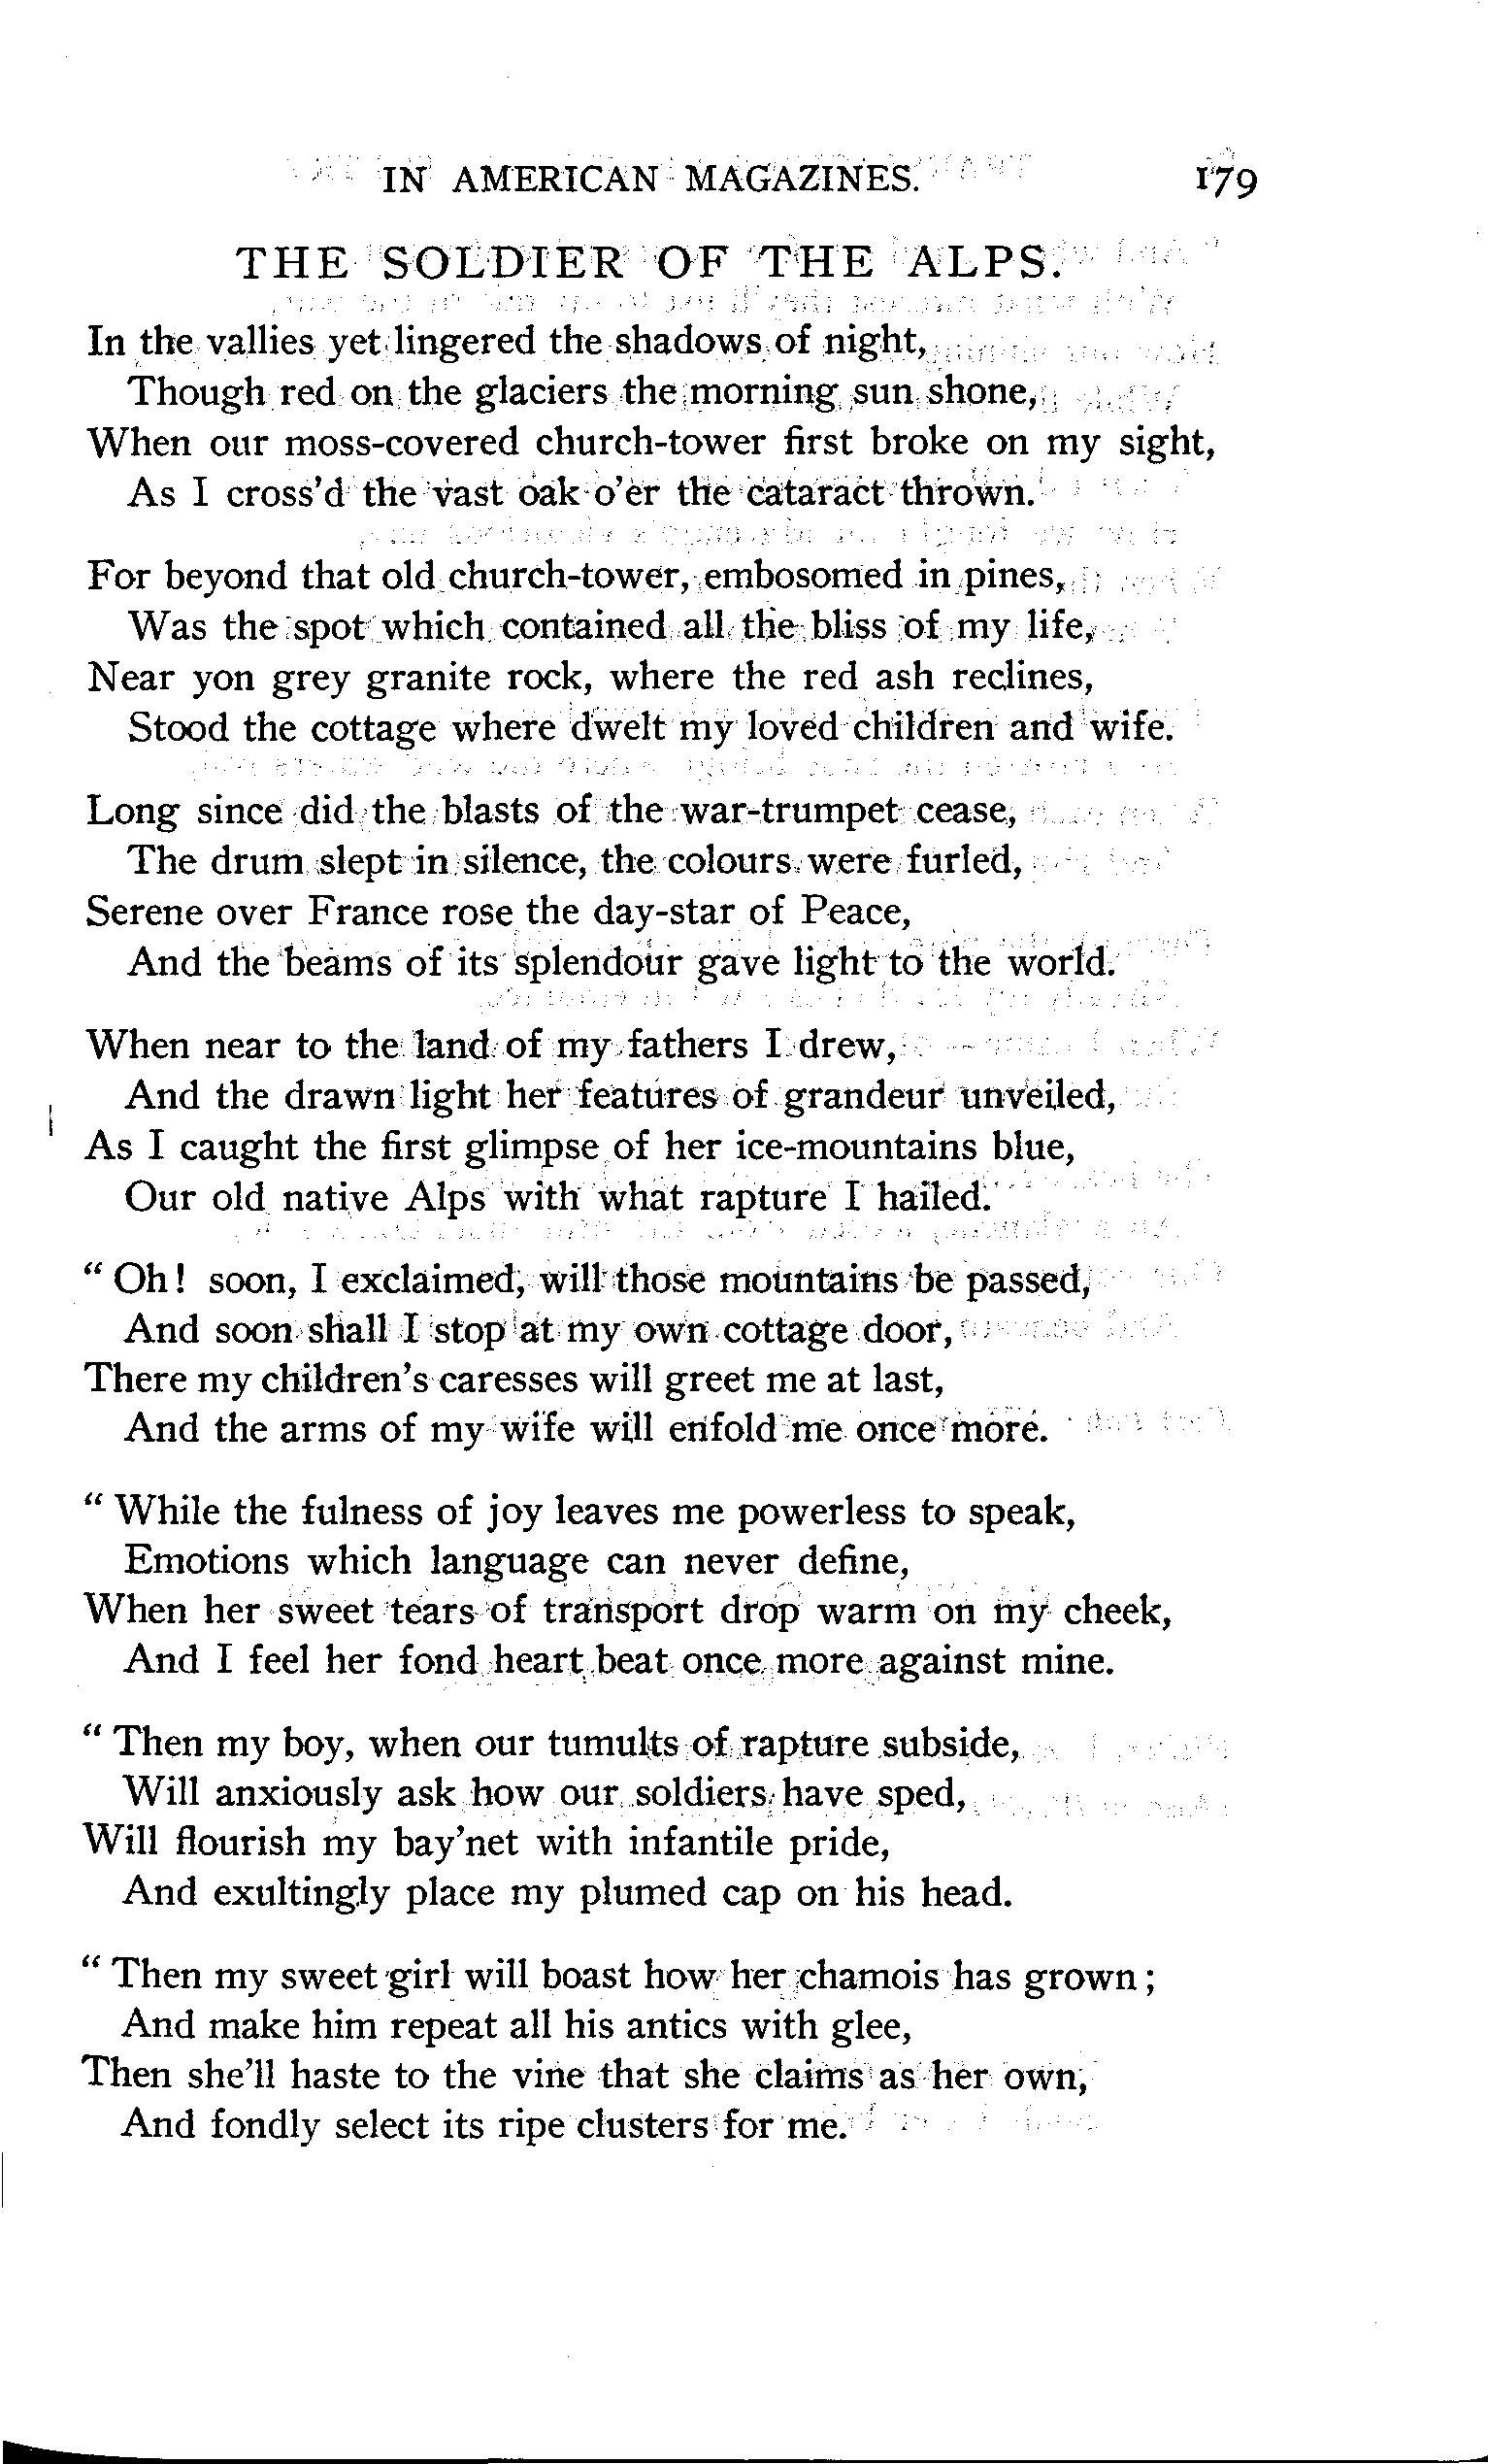 IN AMERICAN MAGAZINES. 179
THE SOLDIER OF THE ALPS.
In the vallies yet lingered the shadows of night,
Though red on the glaciers the morning sun shone,
When our moss-covered church-tower first broke on my sight,
As I cross'd the vast oak o'er the cataract thrown.
For beyond that old church-tower, embosomed in pines,
Was the spot which contained all the bliss of my life,
Near yon grey granite rock, where the red ash reclines,
Stood the cottage where dwelt my loved children and wife.
Long since did the blasts of the war-trumpet cease,
The drum slept in silence, the colours were furled,
Serene over France rose the day-star of Peace,
And the beams of its splendour gave light to the world.
When near to the land of my fathers I drew,
And the drawn light her features of grandeur unveiled,
As I caught the first glimpse of her ice-mountains blue,
Our old native Alps with what rapture I hailed.
"Oh! soon, I exclaimed, will those mountains be passed,
And soon shall I stop at my own cottage door,
There my children's caresses will greet me at last,
And the arms of my wife will enfold me once more.
"While the fulness of joy leaves me powerless to speak,
Emotions which language can never define,
When her sweet tears of transport drop warm on my cheek,
And I feel her fond heart beat once more against mine.
"Then my boy, when our tumults of rapture subside,
Will anxiously ask how our soldiers have sped,
Will flourish my bay'net with infantile pride,
And exultingly place my plumed cap on his head.
"Then my sweet girl will boast how her chamois has grown;
And make him repeat all his antics with glee,
Then she'll haste to the vine that she claims as her own,
And fondly select its ripe clusters for me.